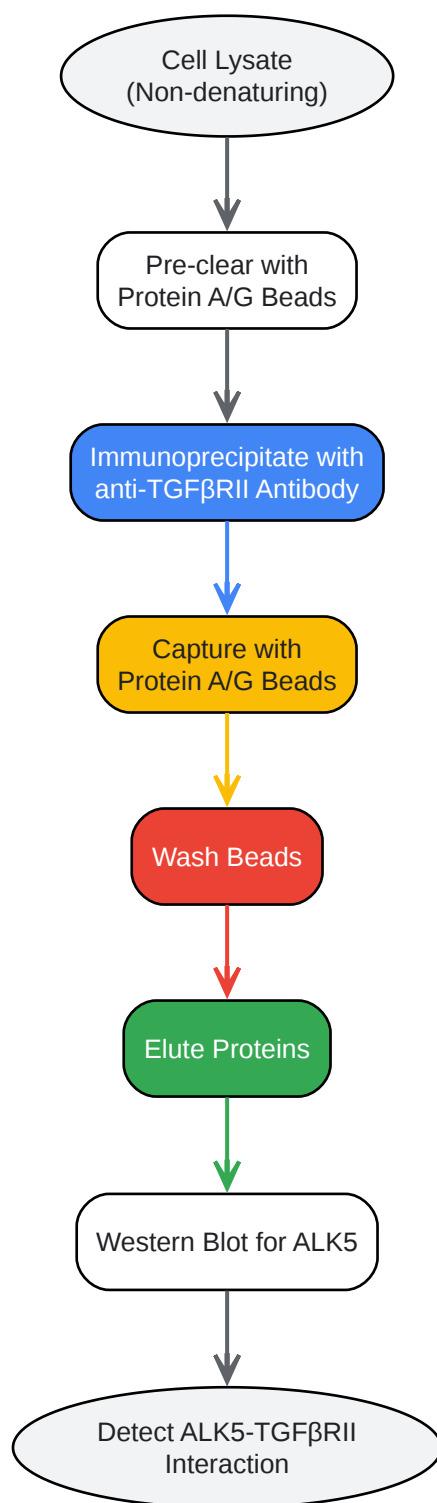 Cell Lysate
(Non-denaturing)
Pre-clear with
Protein A/G Beads
Immunoprecipitate with
anti-TGFβRII Antibody
Capture with
Protein A/G Beads
Wash Beads
Elute Proteins
Western Blot for ALK5
Detect ALK5-TGFβRII
Interaction